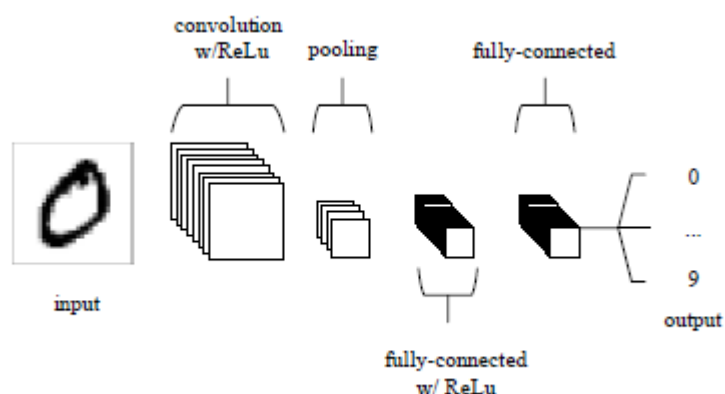 convolution
w/ReLu
pooling
fully-connected
0
...
9
input
output
fully-connected
w/ ReLu